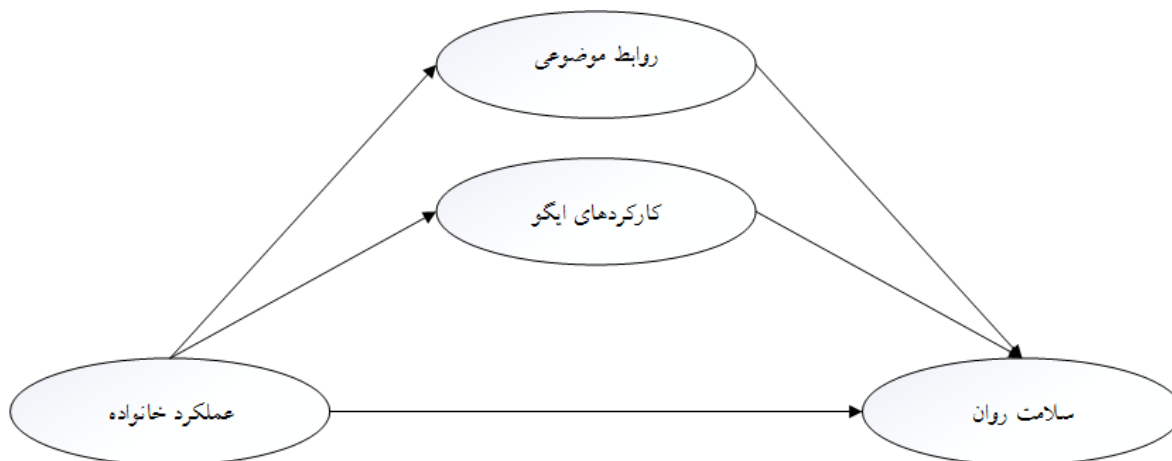 روابط موضوعی
کارکردهای ایگو
عملکرد خانواده
سلامت روان